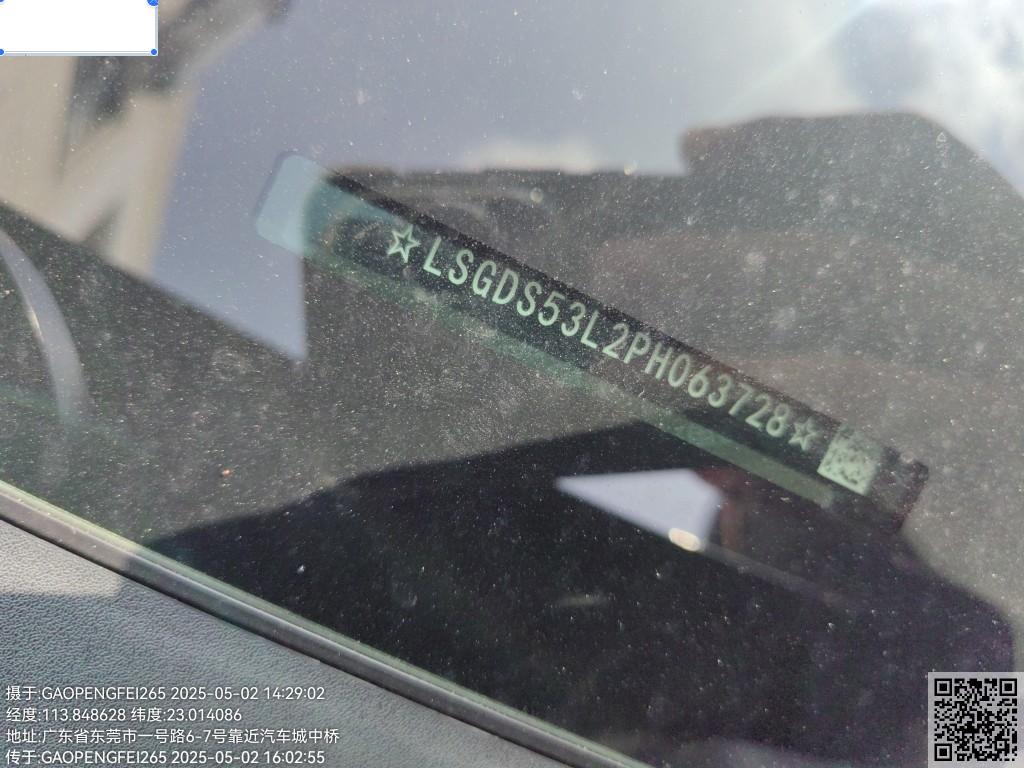 ☆LSGDS53L2PH063728☆
摄于:GAOPENGFEI265 2025-05-02 14:29:02
经度:113.848628 纬度:23.014086
地址:广东省东莞市一号路6-7号靠近汽车城中桥
传于:GAOPENGFEI265 2025-05-02 16:02:55